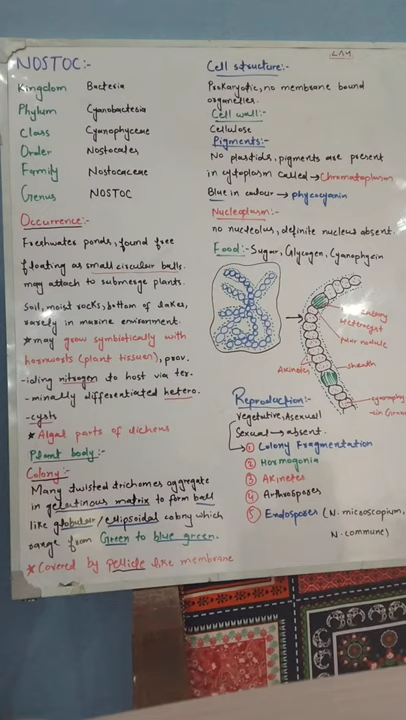 NOSTOC:-
Kingdom Bacteria
Phylum Cyanobacteria
Class Cyanophyceae
Order Nostocales
Family Nostocaceae
Genus NOSTOC
Occurrence:-
Freshwater ponds, found free
floating as small circular balls.
may attach to submerge plants.
Soil, moist rocks, bottom of lakes,
rarely in marine environment.
*may grow symbiotically with
hornworts (plant tissues), prov.
-iding nitrogen to host via ter.
-minally differentiated hetero.
-cysts
* Algal parts of lichens
Plant body:-
Colony:-
Many twisted trichomes aggregate
in gelatinous matrix to form ball
like globular/ellipsoidal colony which
range from Green to blue green.
*Covered by pellicle like membrane
Cell structure:-
Prokaryotic, no membrane bound
organelles.
Cell wall:-
Cellulose
Pigments:-
No plastids, pigments are present
in cytoplasm called → Chromatoplasm
Blue in colour → phycocyanin
Nucleoplasm:-
no nucleolus, definite nucleus absent.
Food:- Sugar, Glycogen, Cyanophycin
Heterocyst
polar nodule
Akinetes
sheath
Reproduction:-
Vegetative, Asexual
Sexual → absent.
① Colony Fragmentation
② Hormogonia
③ Akinetes
④ Arthrospores
⑤ Endospores (N. microscopium,
N. commune)